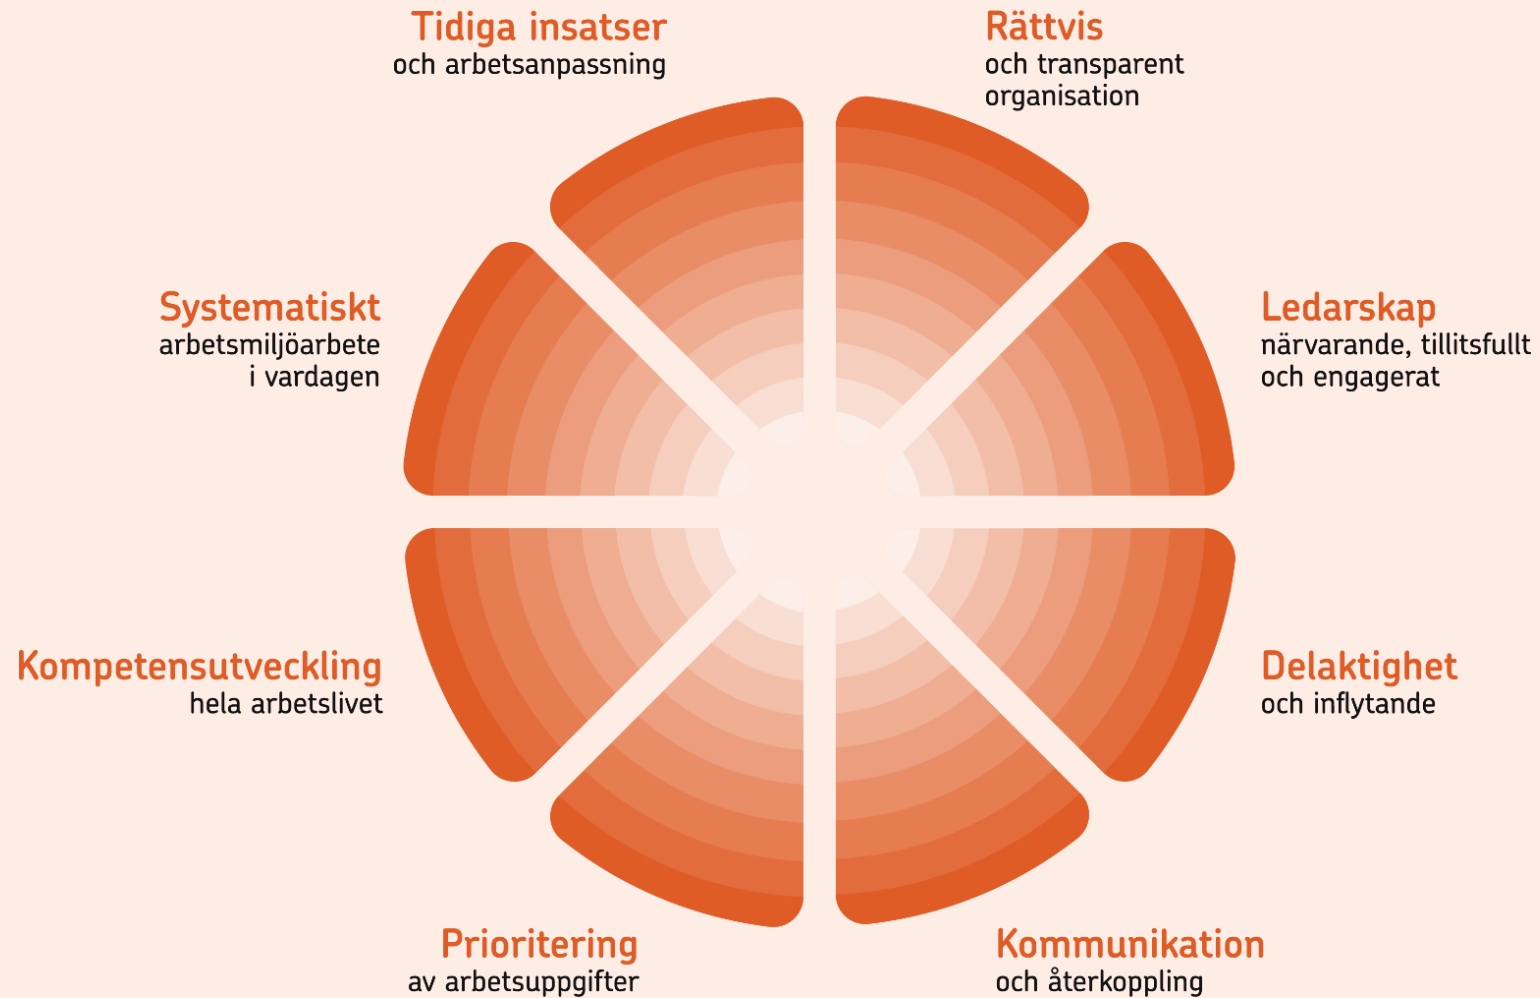 Tidiga insatser
och arbetsanpassning
Rättvis
och transparent
organisation
Systematiskt
arbetsmiljöarbete
i vardagen
Ledarskap
närvarande, tillitsfullt
och engagerat
Kompetensutveckling
hela arbetslivet
Delaktighet
och inflytande
Prioritering
av arbetsuppgifter
Kommunikation
och återkoppling